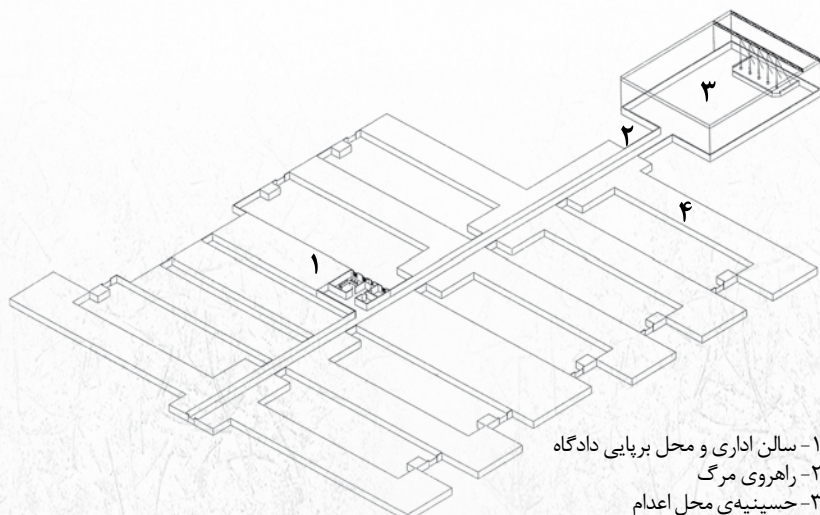 ۳
۲
۴
۱
۱- سالن اداری و محل برپایی دادگاه
۲- راهروی مرگ
۳- حسینیه‌ی محل اعدام